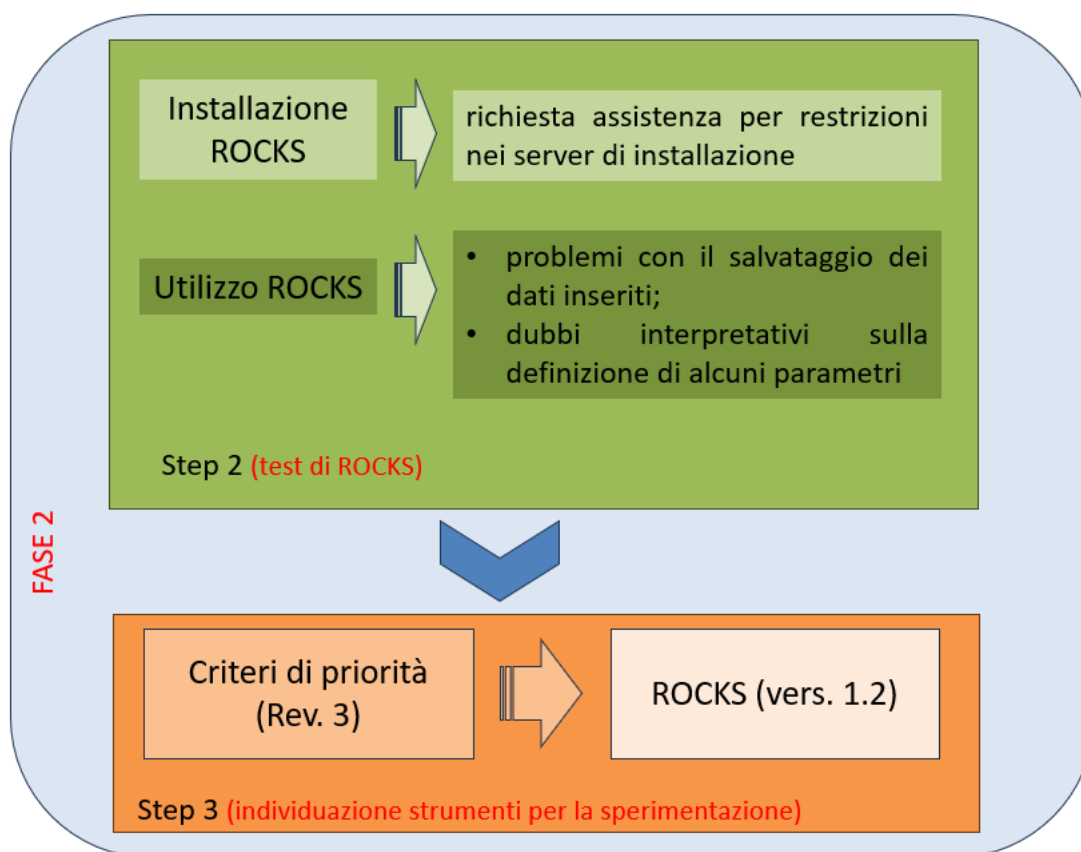 Installazione
ROCKS
richiesta assistenza per restrizioni
nei server di installazione
Utilizzo ROCKS
• problemi con il salvataggio dei
dati inseriti;
• dubbi interpretativi sulla
definizione di alcuni parametri
Step 2 (test di ROCKS)
FASE 2
Criteri di priorità
(Rev. 3)
ROCKS (vers. 1.2)
Step 3 (individuazione strumenti per la sperimentazione)